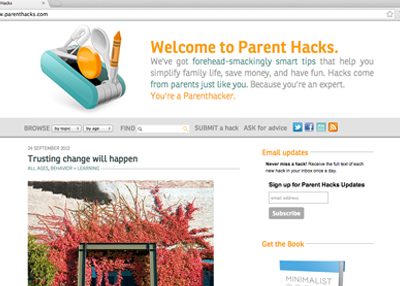 Hacks
w.parenthacks.com
Welcome to Parent Hacks.
We've got forehead-smackingly smart tips that help you
simplify family life, save money, and have fun. Hacks come
from parents just like you. Because you're an expert.
You're a Parenthacker.
BROWSE by topic by age FIND SUBMIT a hack ASK for advice
24 SEPTEMBER 2013
Trusting change will happen
ALL AGES, BEHAVIOR + LEARNING
Email updates
Never miss a hack! Receive the full text of each
new hack in your inbox once a day.
Sign up for Parent Hacks Updates
email address
Subscribe
Get the Book
MINIMALIST